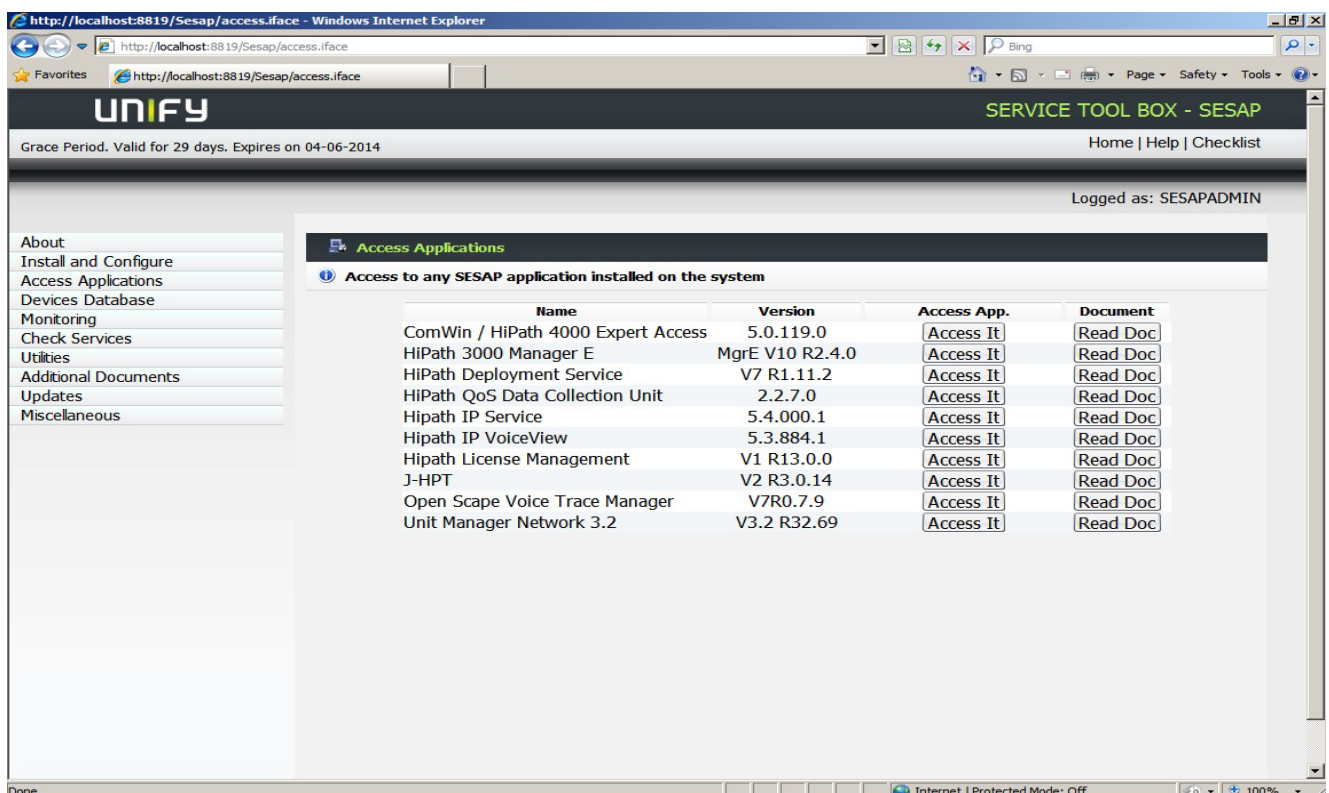 http://localhost:8819/Sesap/access.iface - Windows Internet Explorer
http://localhost:8819/Sesap/access.iface
Bing
Favorites
http://localhost:8819/Sesap/access.iface
Page
Safety
Tools
UNIFY
SERVICE TOOL BOX - SESAP
Grace Period. Valid for 29 days. Expires on 04-06-2014
Home | Help | Checklist
Logged as: SESAPADMIN
About
Install and Configure
Access Applications
Devices Database
Monitoring
Check Services
Utilities
Additional Documents
Updates
Miscellaneous
Access Applications
Access to any SESAP application installed on the system
Name Version Access App. Document
ComWin / HiPath 4000 Expert Access 5.0.119.0 Access It Read Doc
HiPath 3000 Manager E MgrE V10 R2.4.0 Access It Read Doc
HiPath Deployment Service V7 R1.11.2 Access It Read Doc
HiPath QoS Data Collection Unit 2.2.7.0 Access It Read Doc
Hipath IP Service 5.4.000.1 Access It Read Doc
Hipath IP VoiceView 5.3.884.1 Access It Read Doc
Hipath License Management V1 R13.0.0 Access It Read Doc
J-HPT V2 R3.0.14 Access It Read Doc
Open Scape Voice Trace Manager V7R0.7.9 Access It Read Doc
Unit Manager Network 3.2 V3.2 R32.69 Access It Read Doc
Done
Internet | Protected Mode: Off
100%